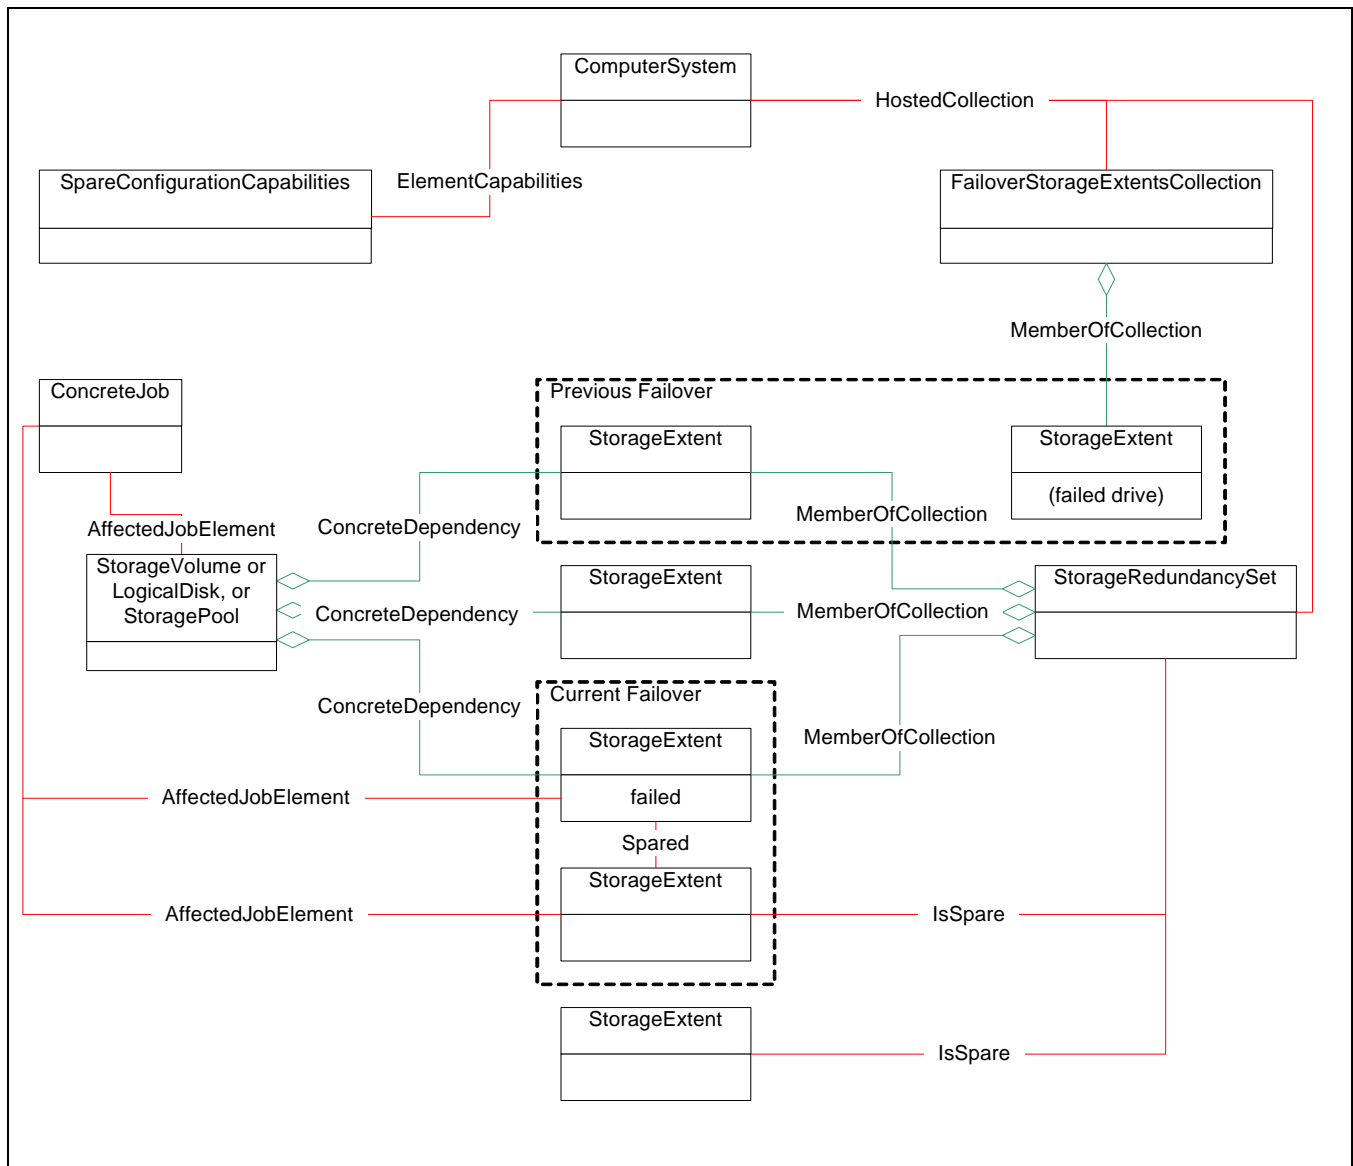 ComputerSystem
HostedCollection
SpareConfigurationCapabilities
ElementCapabilities
FailoverStorageExtentsCollection
MemberOfCollection
ConcreteJob
Previous Failover
StorageExtent
StorageExtent
(failed drive)
ConcreteDependency
MemberOfCollection
AffectedJobElement
StorageVolume or
LogicalDisk, or
StoragePool
StorageExtent
StorageRedundancySet
ConcreteDependency
MemberOfCollection
Current Failover
ConcreteDependency
StorageExtent
MemberOfCollection
AffectedJobElement
failed
Spared
StorageExtent
AffectedJobElement
IsSpare
StorageExtent
IsSpare